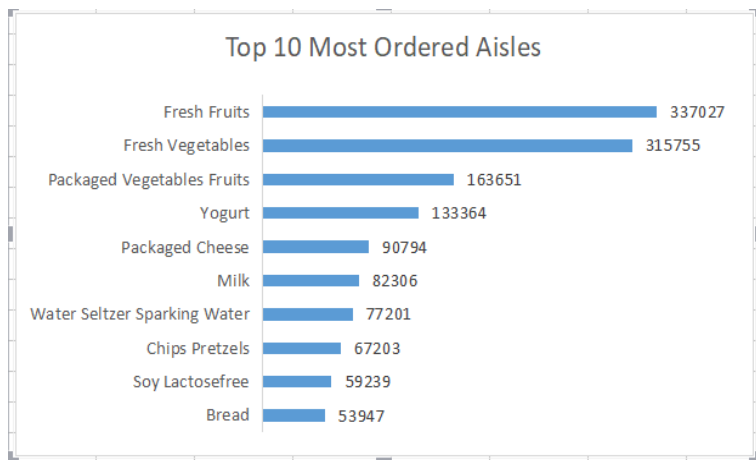 Top 10 Most Ordered Aisles
Fresh Fruits 337027
Fresh Vegetables 315755
Packaged Vegetables Fruits 163651
Yogurt 133364
Packaged Cheese 90794
Milk 82306
Water Seltzer Sparking Water 77201
Chips Pretzels 67203
Soy Lactosefree 59239
Bread 53947